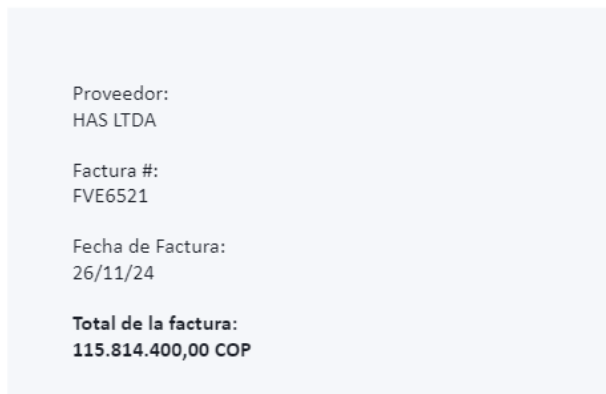 Proveedor:
HAS LTDA
Factura #:
FVE6521
Fecha de Factura:
26/11/24
Total de la factura:
115.814.400,00 COP